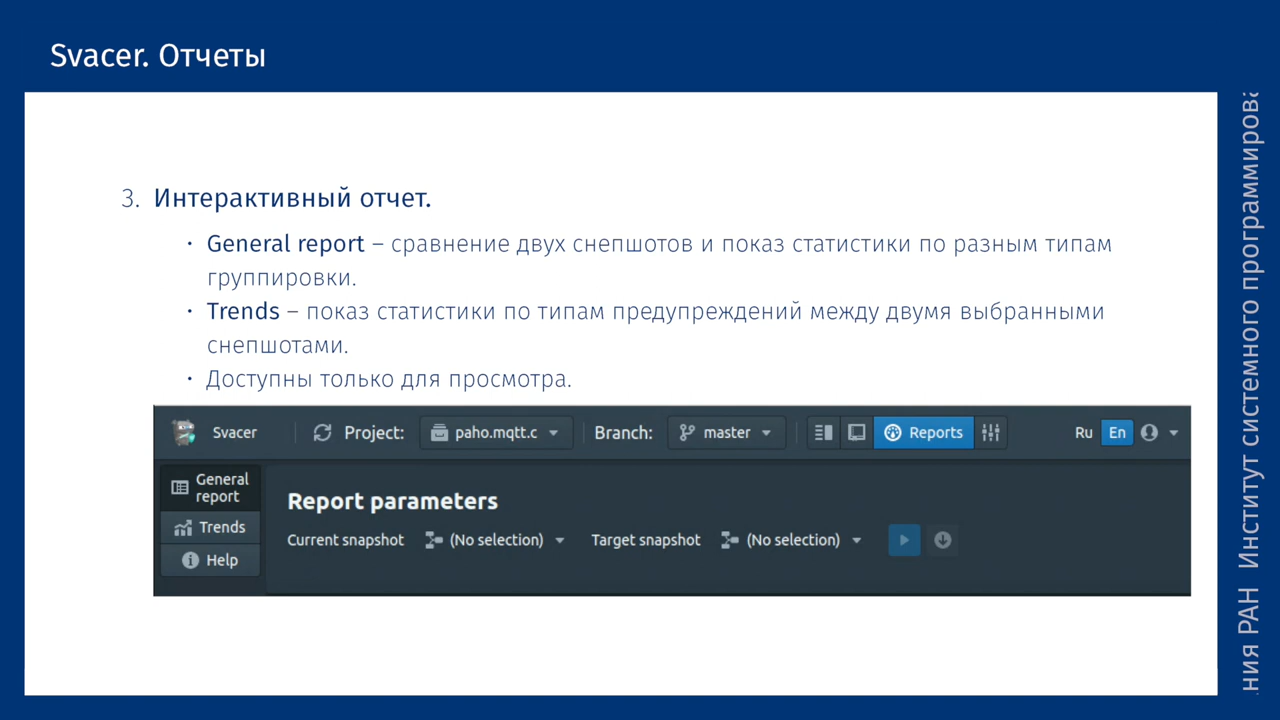 Svacer. Отчеты
3. Интерактивный отчет.
• General report – сравнение двух снепшотов и показ статистики по разным типам
группировки.
• Trends – показ статистики по типам предупреждений между двумя выбранными
снепшотами.
• Доступны только для просмотра.
Svacer Project: paho.mqtt.c Branch: master Reports Ru En
General
report
Trends
Help
Report parameters
Current snapshot (No selection) Target snapshot (No selection)
ния РАН Институт системного